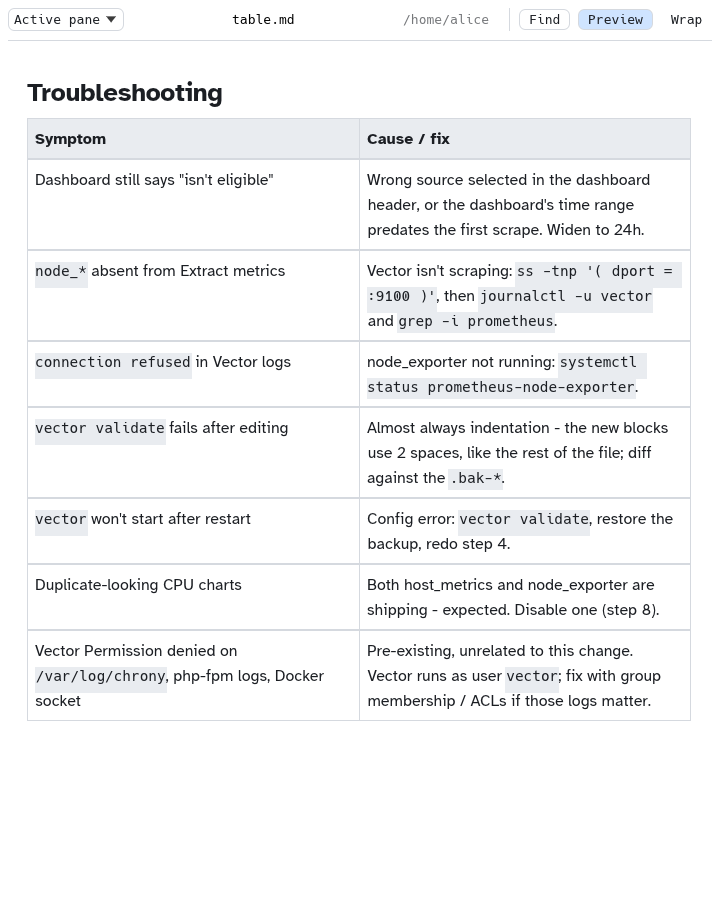 Active pane table.md /home/alice Find Preview Wrap
Troubleshooting
Symptom
Cause / fix
Dashboard still says "isn't eligible"
Wrong source selected in the dashboard
header, or the dashboard's time range
predates the first scrape. Widen to 24h.
node_* absent from Extract metrics
Vector isn't scraping: ss -tnp '( dport =
:9100 )', then journalctl -u vector
and grep -i prometheus.
connection refused in Vector logs
node_exporter not running: systemctl
status prometheus-node-exporter.
vector validate fails after editing
Almost always indentation - the new blocks
use 2 spaces, like the rest of the file; diff
against the .bak-*.
vector won't start after restart
Config error: vector validate, restore the
backup, redo step 4.
Duplicate-looking CPU charts
Both host_metrics and node_exporter are
shipping - expected. Disable one (step 8).
Vector Permission denied on
/var/log/chrony, php-fpm logs, Docker
socket
Pre-existing, unrelated to this change.
Vector runs as user vector; fix with group
membership / ACLs if those logs matter.